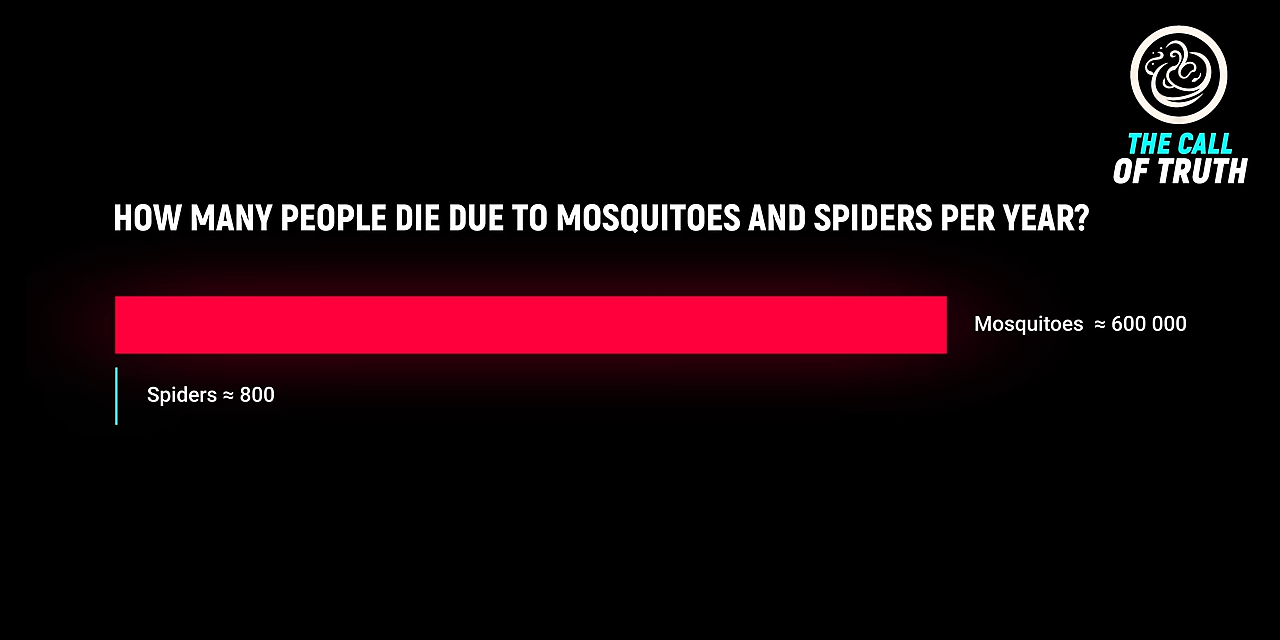 THE CALL
OF TRUTH
HOW MANY PEOPLE DIE DUE TO MOSQUITOES AND SPIDERS PER YEAR?
Mosquitoes ≈ 600 000
Spiders ≈ 800